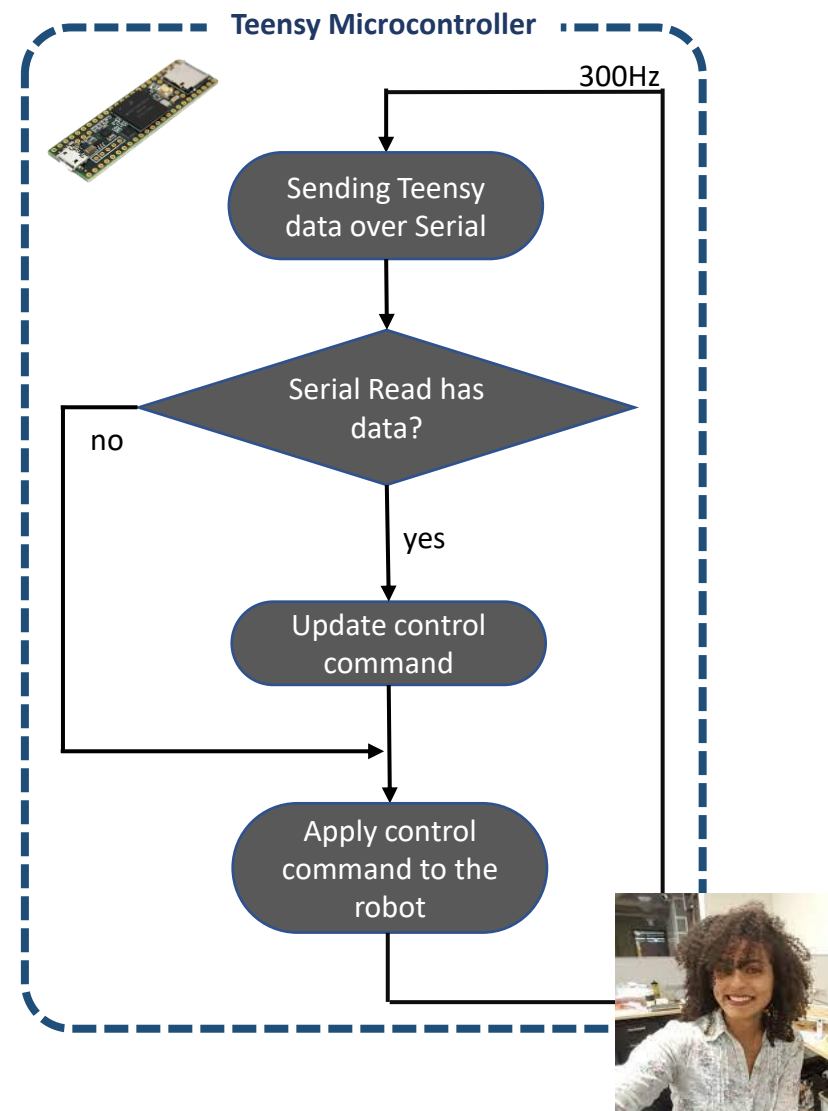 Teensy Microcontroller
300Hz
Sending Teensy
data over Serial
Serial Read has
data?
no
yes
Update control
command
Apply control
command to the
robot